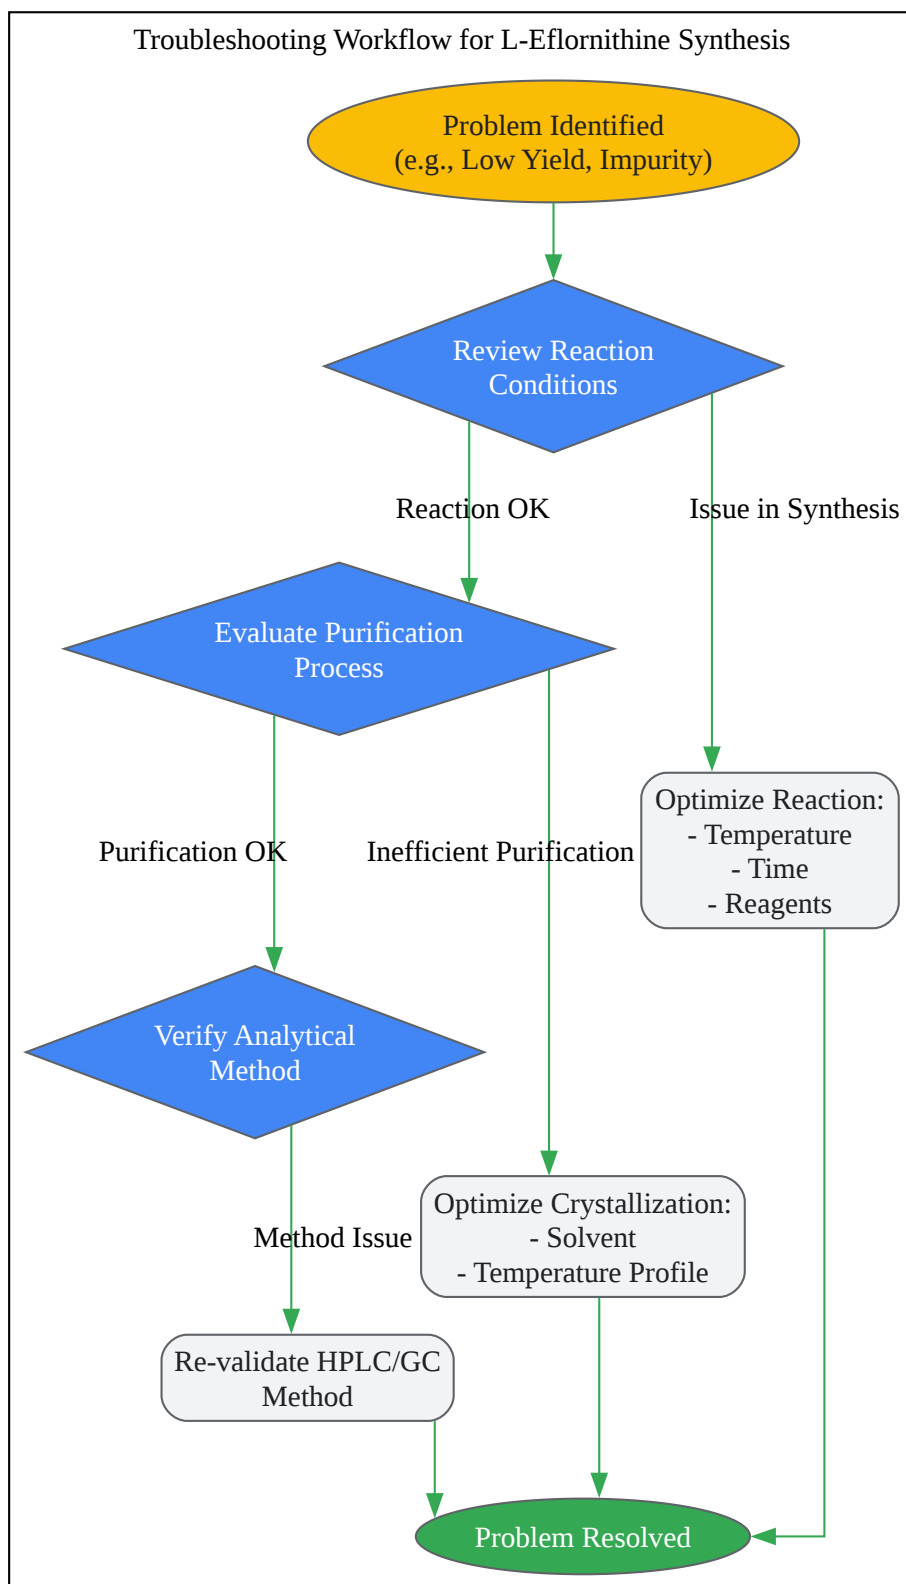 Troubleshooting Workflow for L-Eflornithine Synthesis
Problem Identified
(e.g., Low Yield, Impurity)
Review Reaction
Conditions
Reaction OK
Issue in Synthesis
Evaluate Purification
Process
Purification OK
Inefficient Purification
Optimize Reaction:
- Temperature
- Time
- Reagents
Verify Analytical
Method
Method Issue
Optimize Crystallization:
- Solvent
- Temperature Profile
Re-validate HPLC/GC
Method
Problem Resolved